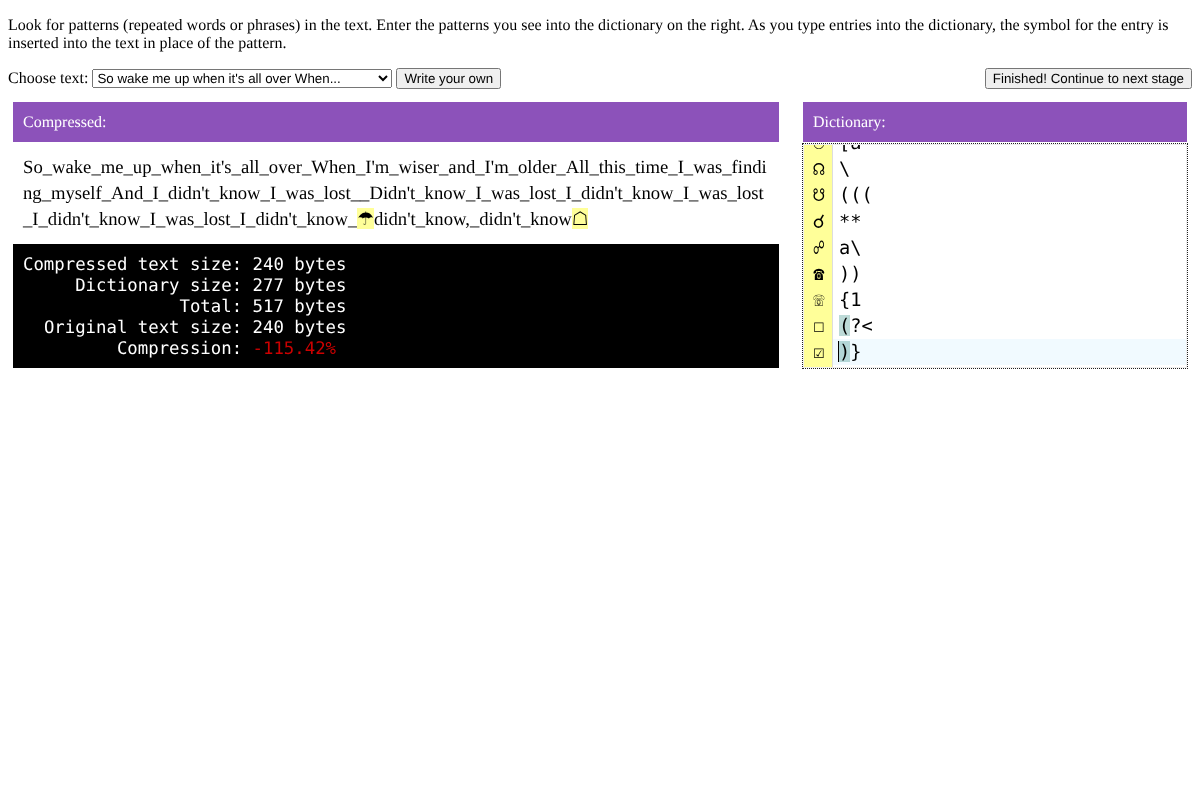 Look for patterns (repeated words or phrases) in the text. Enter the patterns you see into the dictionary on the right. As you type entries into the dictionary, the symbol for the entry is
inserted into the text in place of the pattern.
Choose text: So wake me up when it's all over When... Write your own Finished! Continue to next stage
Compressed:
So_wake_me_up_when_it's_all_over_When_I'm_wiser_and_I'm_older_All_this_time_I_was_findi
ng_myself_And_I_didn't_know_I_was_lost__Didn't_know_I_was_lost_I_didn't_know_I_was_lost
_I_didn't_know_I_was_lost_I_didn't_know_☂didn't_know,_didn't_know☖
Compressed text size: 240 bytes
Dictionary size: 277 bytes
Total: 517 bytes
Original text size: 240 bytes
Compression: -115.42%
Dictionary:
☊ \
☋ (((
☌ **
☍ a\
☎ ))
☏ {1
☐ (?<
☑ )}